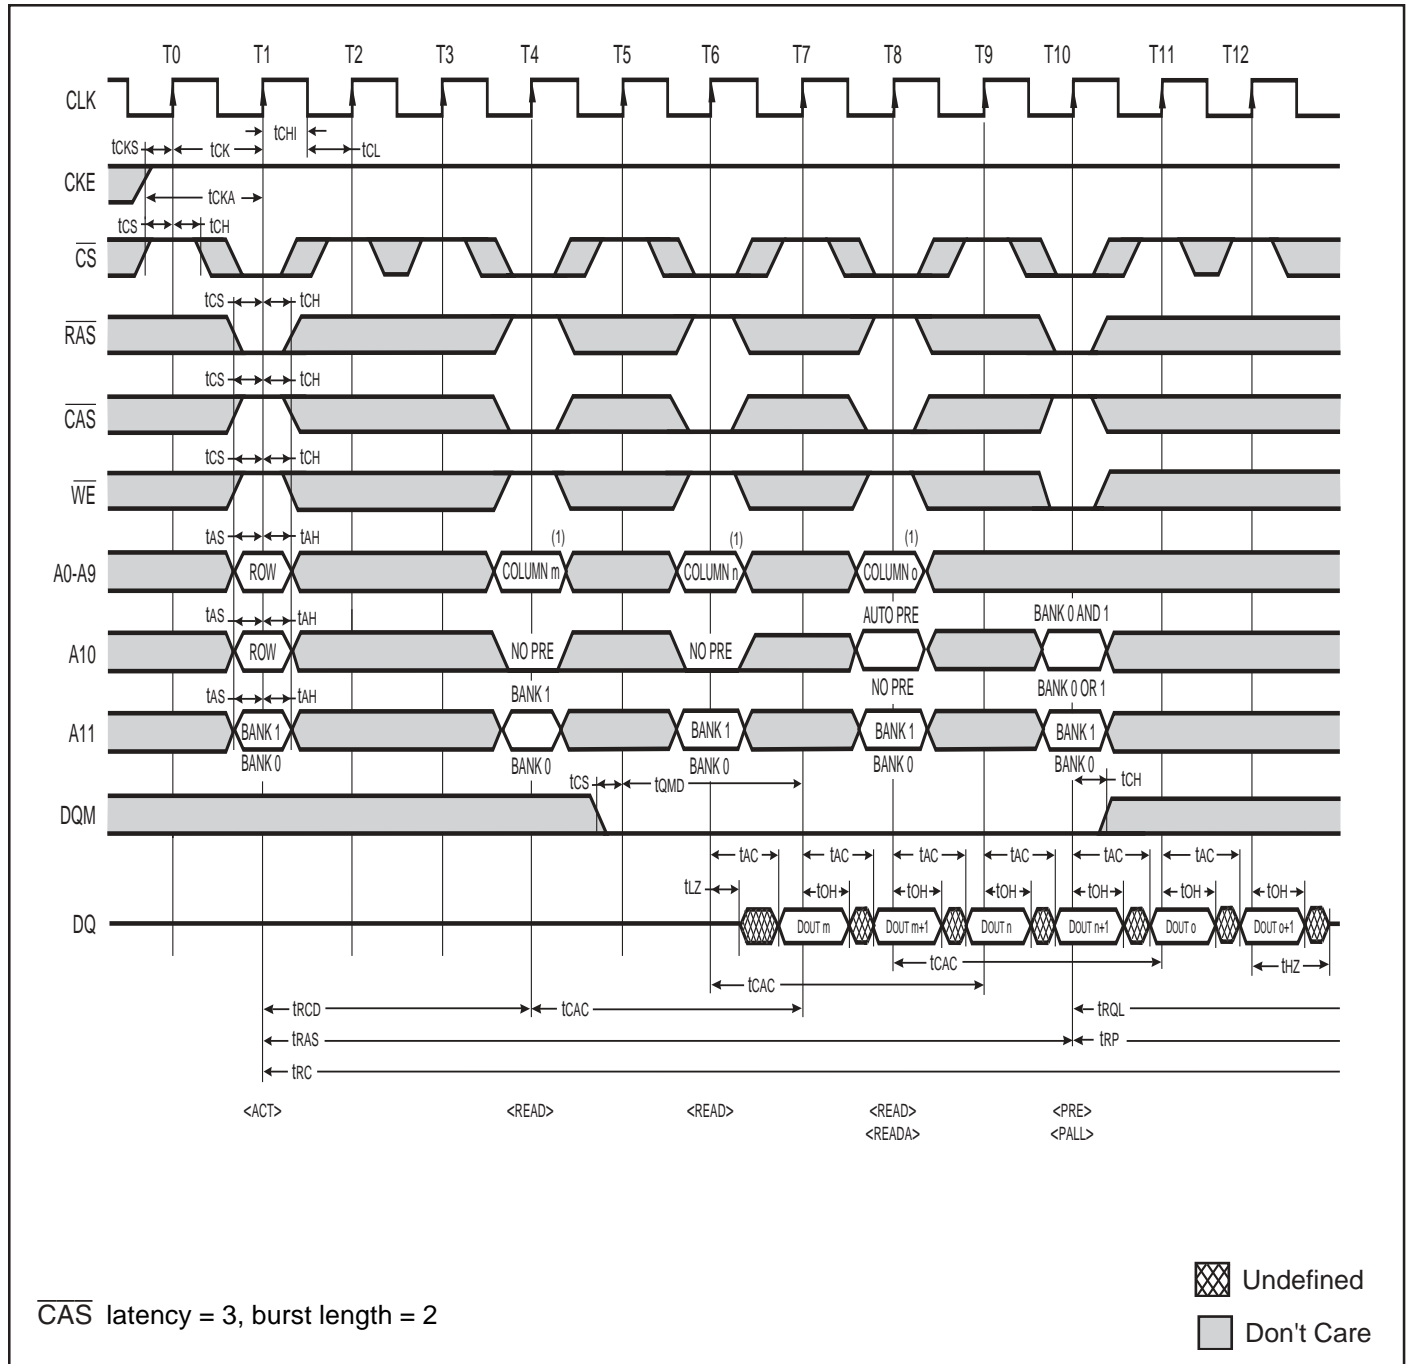 T0 T1 T2 T3 T4 T5 T6 T7 T8 T9 T10 T11 T12
CLK
tCHI
tCKS tCK tCL
CKE
tCKA
tCS tCH
CS
tCS tCH
RAS
tCS tCH
CAS
tCS tCH
WE
tAS tAH (1) (1) (1)
A0-A9 ROW COLUMN m COLUMN n COLUMN o
tAS tAH AUTO PRE BANK 0 AND 1
A10 ROW NO PRE NO PRE
tAS tAH BANK 1 NO PRE BANK 0 OR 1
A11 BANK 1 BANK 1 BANK 1 BANK 1
BANK 0 BANK 0 BANK 0 BANK 0 BANK 0
tCS tQMD tCH
DQM
tAC tAC tAC tAC tAC tAC
tLZ tOH tOH tOH tOH tOH tOH
DQ DOUT m DOUT m+1 DOUT n DOUT n+1 DOUT o DOUT o+1
tCAC tHZ
tCAC
tRCD tCAC tRQL
tRAS tRP
tRC
<ACT> <READ> <READ> <READ> <PRE>
<READA> <PALL>
Undefined
CAS latency = 3, burst length = 2
Don't Care